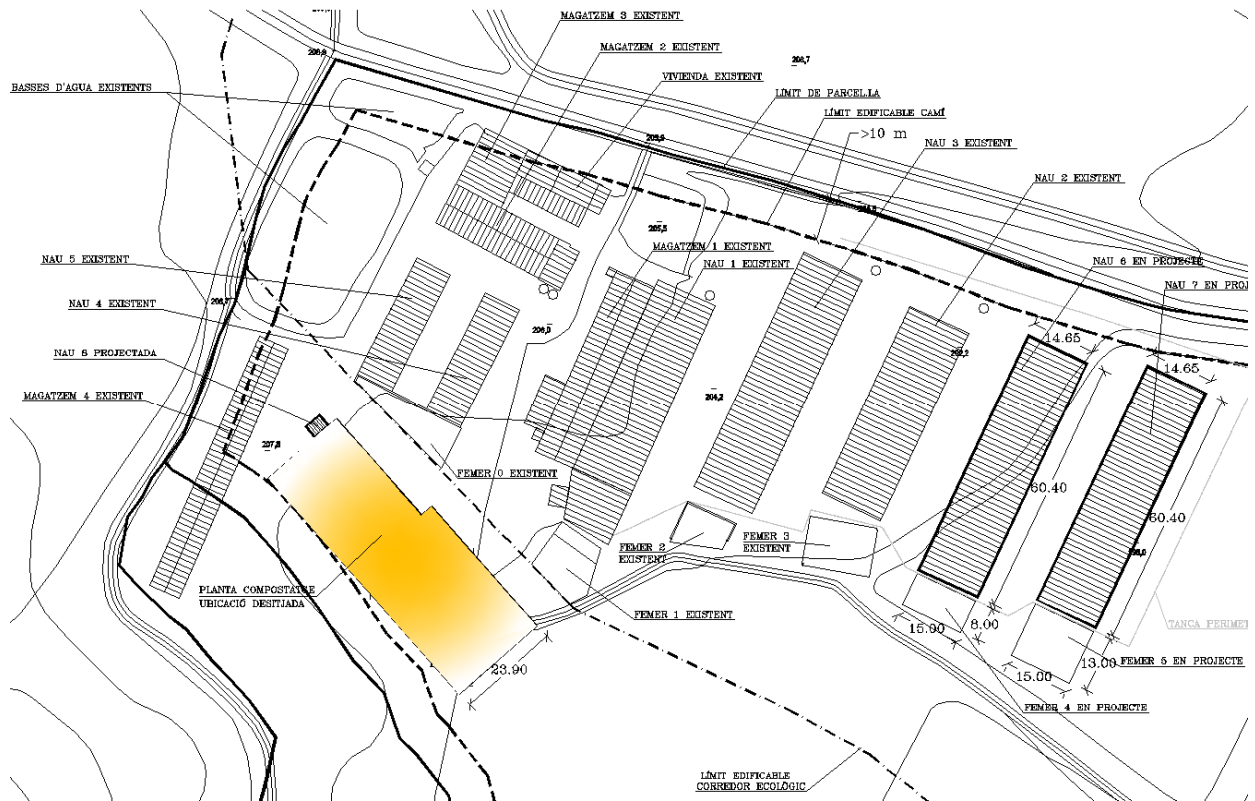 MAGATZEM 3 EXISTENT
MAGATZEM 2 EXISTENT
VIVIENDA EXISTENT
BASSES D'AGUA EXISTENTS
LÍMIT DE PARCEL.LA
LÍMIT EDIFICABLE CAMÍ
>10 m
NAU 3 EXISTENT
NAU 2 EXISTENT
MAGATZEM 1 EXISTENT
NAU 1 EXISTENT
NAU 5 EXISTENT
NAU 6 EN PROJECTE
NAU 7 EN PROJ
NAU 4 EXISTENT
14.65
14.65
NAU 8 PROJECTADA
MAGATZEM 4 EXISTENT
204,2
FEMER 0 EXISTENT
60.40
60.40
FEMER 2
EXISTENT
FEMER 3
EXISTENT
PLANTA COMPOSTATGE
UBICACIÓ DESITJADA
FEMER 1 EXISTENT
15.00
8.00
TANCA PERIMET
23.90
15.00
13.00
FEMER 5 EN PROJECTE
FEMER 4 EN PROJECTE
LÍMIT EDIFICABLE
CORREDOR ECOLÒGIC